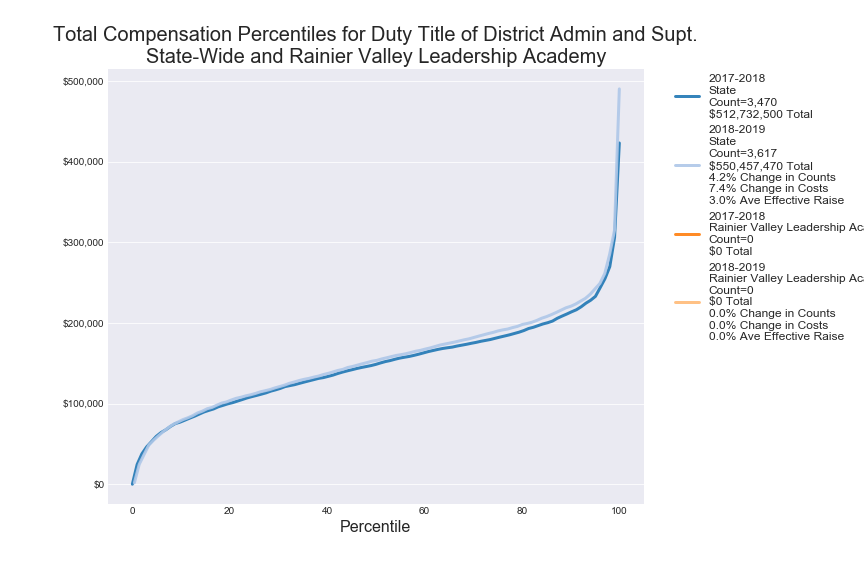 Total Compensation Percentiles for Duty Title of District Admin and Supt.
State-Wide and Rainier Valley Leadership Academy
$500,000
$400,000
$300,000
$200,000
$100,000
$0
0 20 40 60 80 100
Percentile
2017-2018
State
Count=3,470
$512,732,500 Total
2018-2019
State
Count=3,617
$550,457,470 Total
4.2% Change in Counts
7.4% Change in Costs
3.0% Ave Effective Raise
2017-2018
Rainier Valley Leadership Ac
Count=0
$0 Total
2018-2019
Rainier Valley Leadership Ac
Count=0
$0 Total
0.0% Change in Counts
0.0% Change in Costs
0.0% Ave Effective Raise